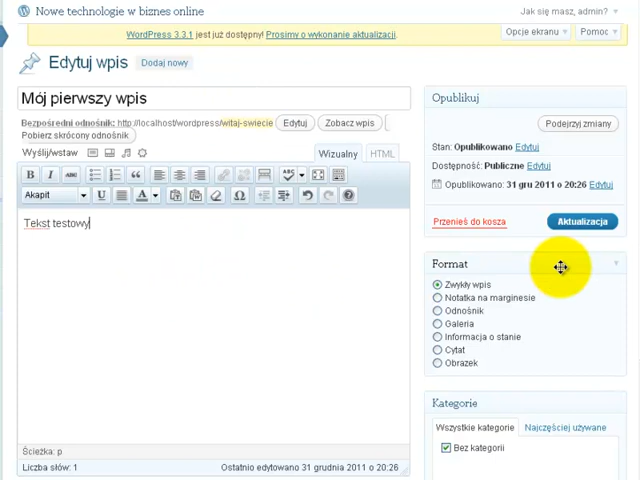 Nowe technologie w biznes online
Jak się masz, admin?
WordPress 3.3.1 jest już dostępny! Prosimy o wykonanie aktualizacji.
Opcje ekranu
Pomoc
Edytuj wpis
Dodaj nowy
Mój pierwszy wpis
Bezpośredni odnośnik: http://localhost/wordpress/witaj-swiecie
Edytuj
Zobacz wpis
Pobierz skrócony odnośnik
Wyślij/wstaw
Wizualny
HTML
B I ABC
ABC
Akapit
U
A
Ω
Tekst testowy
Ścieżka: p
Liczba słów: 1
Ostatnio edytowano 31 grudnia 2011 o 20:26
Opublikuj
Podejrzyj zmiany
Stan: Opublikowano Edytuj
Dostępność: Publiczne Edytuj
Opublikowano: 31 gru 2011 o 20:26 Edytuj
Przenieś do kosza
Aktualizacja
Format
Zwykły wpis
Notatka na marginesie
Odnośnik
Galeria
Informacja o stanie
Cytat
Obrazek
Kategorie
Wszystkie kategorie
Najczęściej używane
Bez kategorii